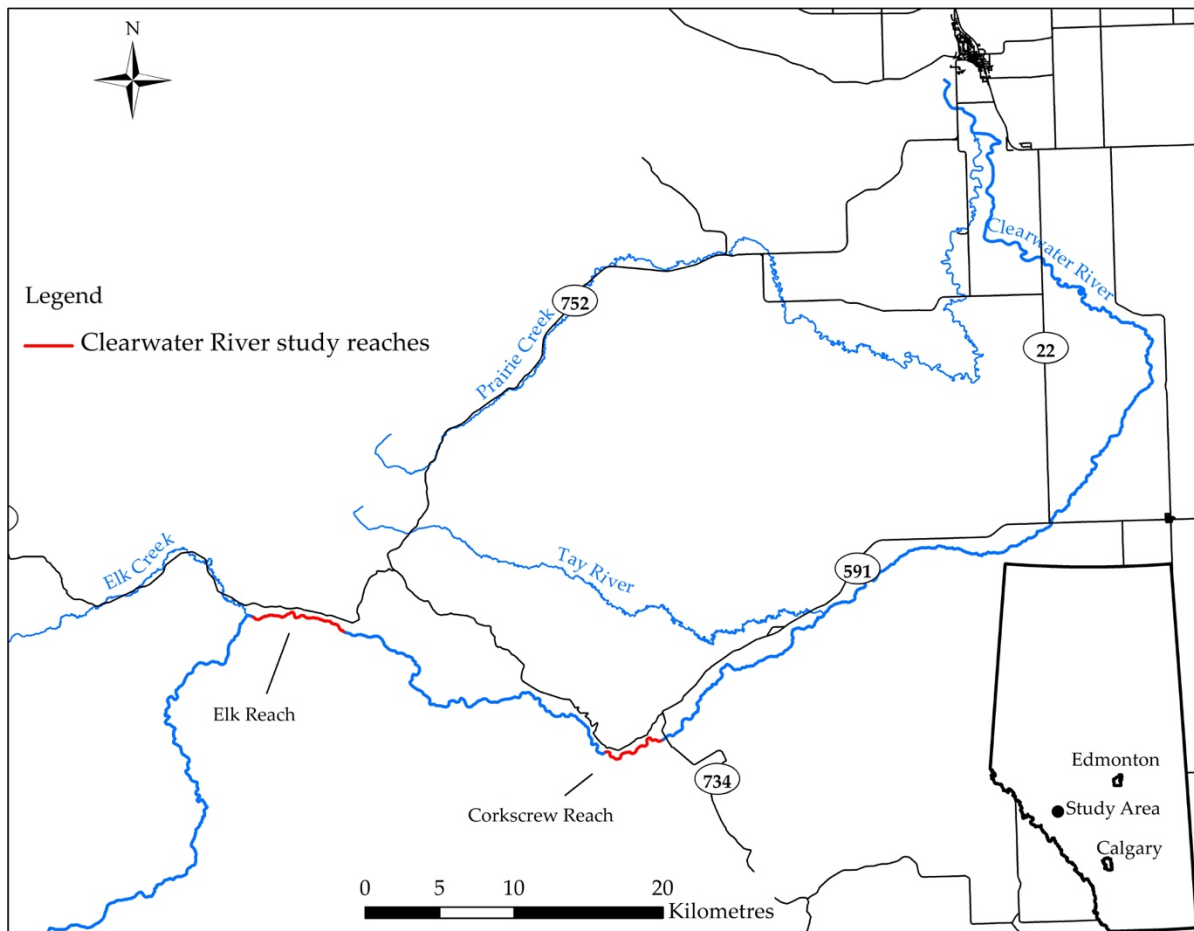 N
Clearwater River
Legend
752
Clearwater River study reaches
22
Prairie Creek
Elk Creek
Tay River
591
Elk Reach
Edmonton
734
Study Area
Corkscrew Reach
Calgary
0 5 10 20
Kilometres